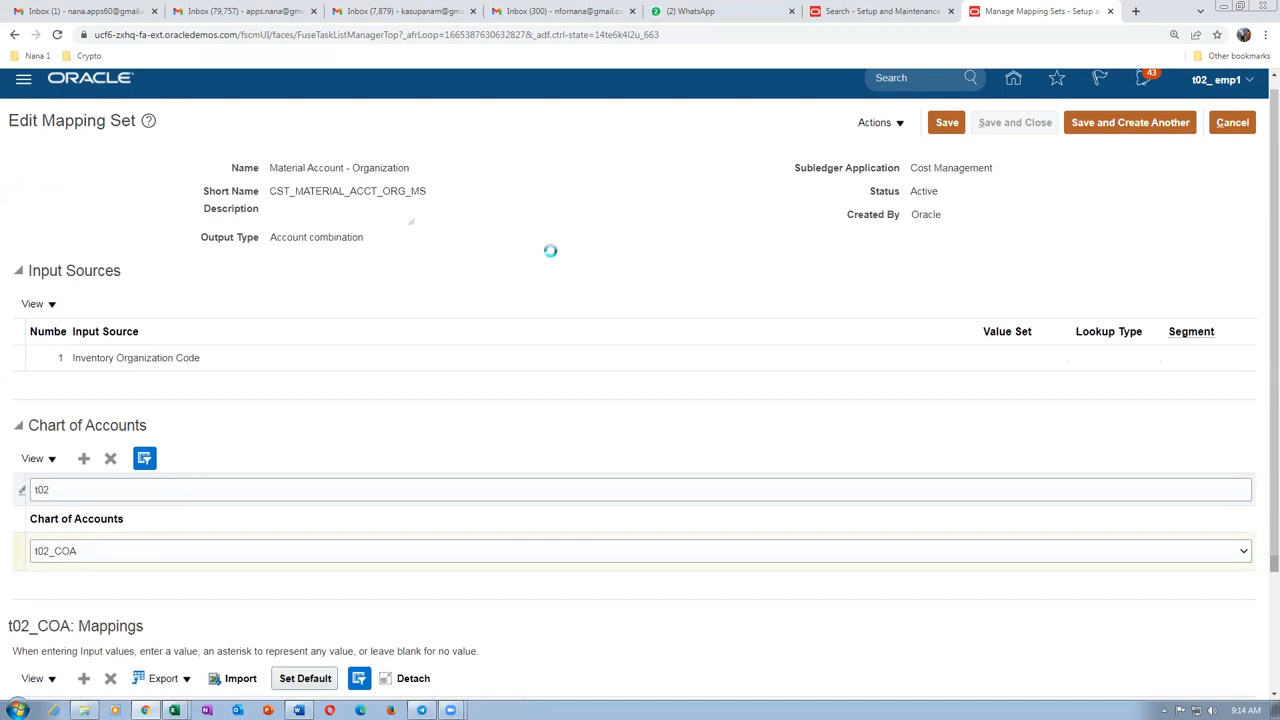 Inbox (1) - nana.apps60@gmai
Inbox (79,757) - apps.nana@gm
Inbox (7,879) - kasupanam@gm
Inbox (300) - nfornana@gmail.co
(2) WhatsApp
Search - Setup and Maintenance
Manage Mapping Sets - Setup a
ucf6-zxhq-fa-ext.oracledemos.com/fscmUI/faces/FuseTaskListManagerTop?_afrLoop=1665387630632827&_adf.ctrl-state=14te6k4l2u_663
Nana 1
Crypto
Other bookmarks
ORACLE
Search
43
t02_ emp1
Edit Mapping Set
Actions
Save
Save and Close
Save and Create Another
Cancel
Name Material Account - Organization
Subledger Application Cost Management
Short Name CST_MATERIAL_ACCT_ORG_MS
Status Active
Description
Created By Oracle
Output Type Account combination
Input Sources
View
Numbe Input Source Value Set Lookup Type Segment
1 Inventory Organization Code
Chart of Accounts
View
t02
Chart of Accounts
t02_COA
t02_COA: Mappings
When entering Input values, enter a value, an asterisk to represent any value, or leave blank for no value.
View Export Import Set Default Detach
9:14 AM